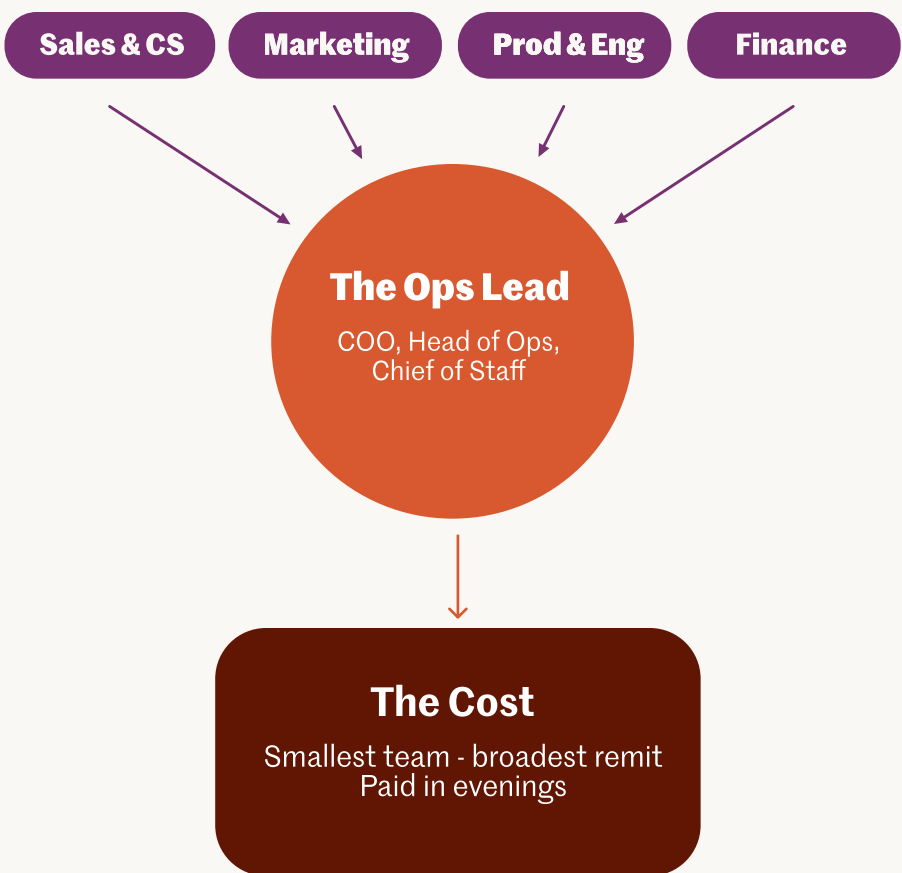 Sales & CS
Marketing
Prod & Eng
Finance
The Ops Lead
COO, Head of Ops,
Chief of Staff
The Cost
Smallest team - broadest remit
Paid in evenings